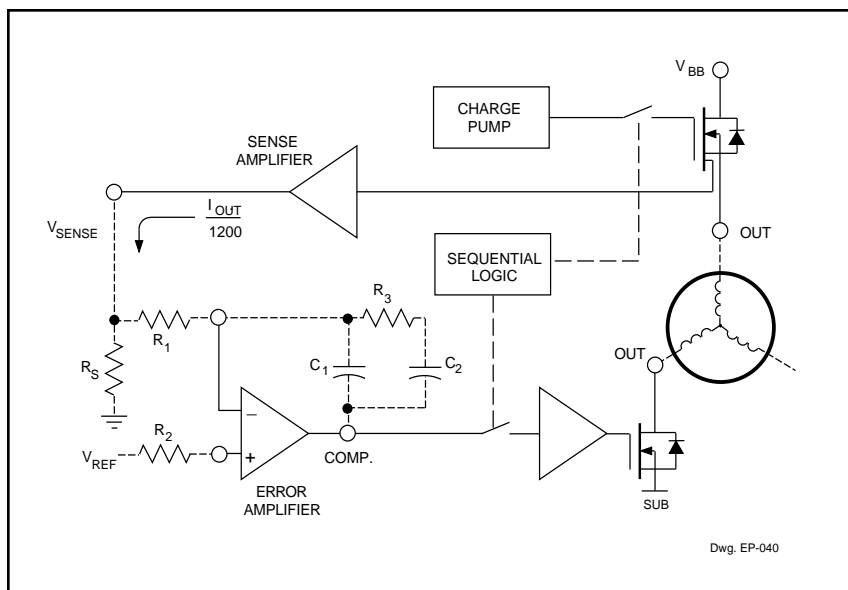 V BB
CHARGE
PUMP
SENSE
AMPLIFIER
I OUT
1200
V SENSE
OUT
SEQUENTIAL
LOGIC
R 3
R 1
OUT
C 1
C 2
R S
R 2
V REF
–
+
COMP.
ERROR
AMPLIFIER
SUB
Dwg. EP-040